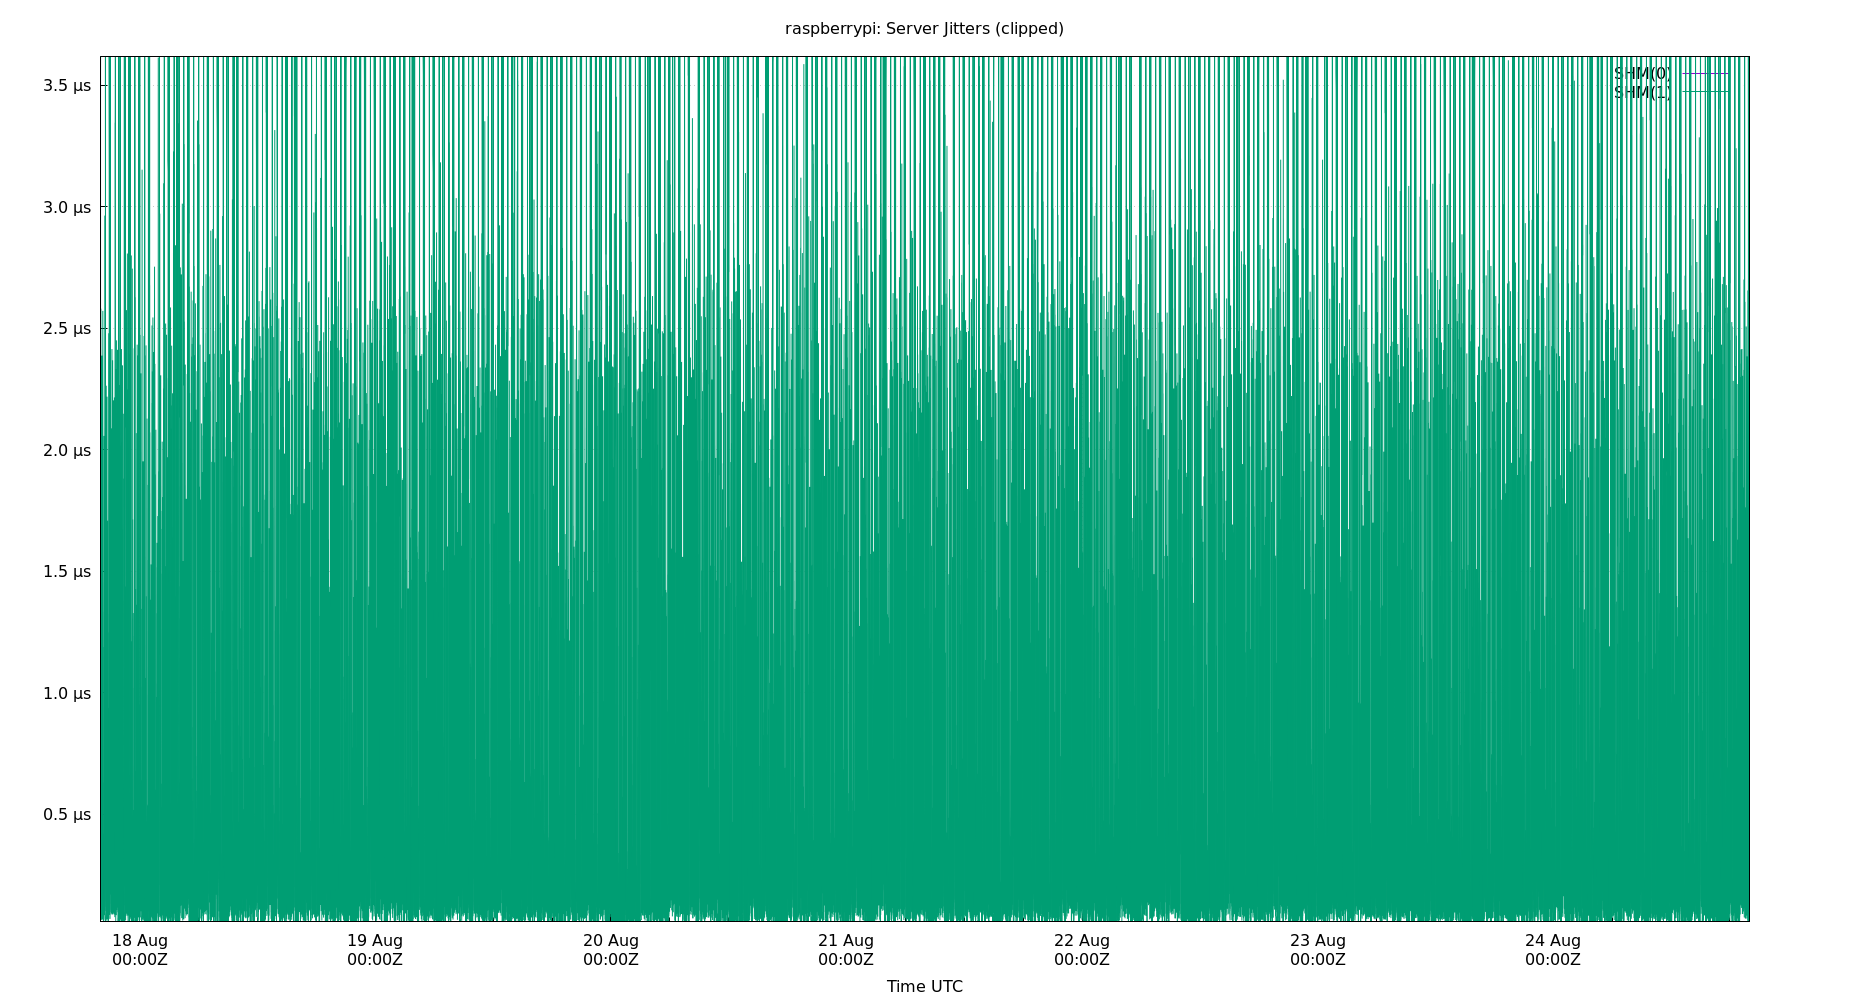 raspberrypi: Server Jitters (clipped)
SHM(0)
SHM(1)
3.5 µs
3.0 µs
2.5 µs
2.0 µs
1.5 µs
1.0 µs
0.5 µs
18 Aug 19 Aug 20 Aug 21 Aug 22 Aug 23 Aug 24 Aug
00:00Z 00:00Z 00:00Z 00:00Z 00:00Z 00:00Z 00:00Z
Time UTC